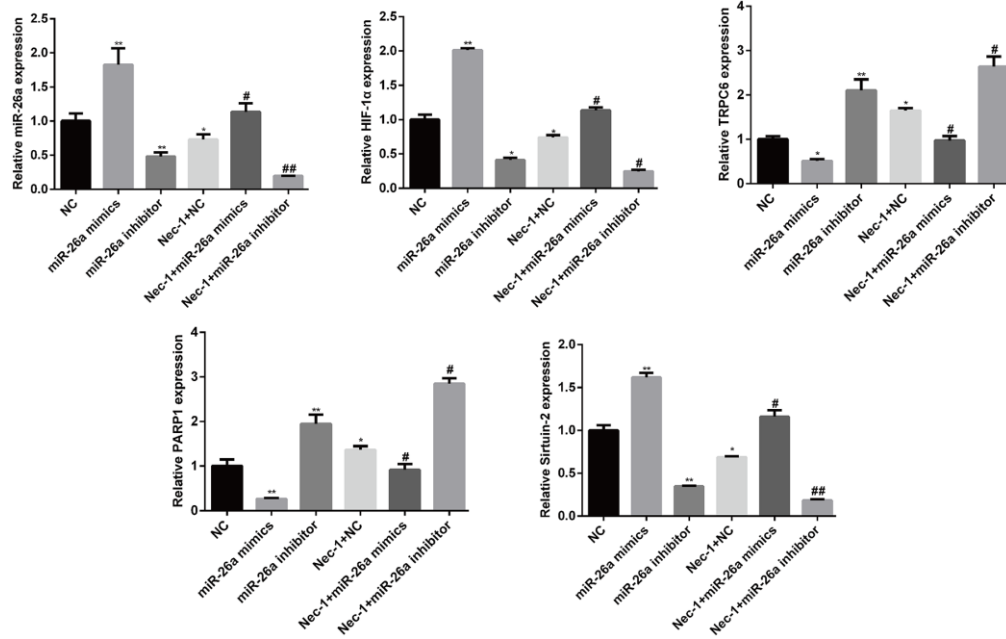 Relative miR-26a expression
2.5
2.0
1.5
1.0
0.5
0.0
**
**
*
#
##
NC
miR-26a mimics
miR-26a inhibitor
Nec-1+NC
Nec-1+miR-26a mimics
Nec-1+miR-26a inhibitor
Relative HIF-1α expression
2.5
2.0
1.5
1.0
0.5
0.0
**
*
*
#
#
NC
miR-26a mimics
miR-26a inhibitor
Nec-1+NC
Nec-1+miR-26a mimics
Nec-1+miR-26a inhibitor
Relative TRPC6 expression
4
3
2
1
0
*
**
*
#
#
NC
miR-26a mimics
miR-26a inhibitor
Nec-1+NC
Nec-1+miR-26a mimics
Nec-1+miR-26a inhibitor
Relative PARP1 expression
4
3
2
1
0
**
**
*
#
#
NC
miR-26a mimics
miR-26a inhibitor
Nec-1+NC
Nec-1+miR-26a mimics
Nec-1+miR-26a inhibitor
Relative Sirtuin-2 expression
2.0
1.5
1.0
0.5
0.0
**
**
*
#
##
NC
miR-26a mimics
miR-26a inhibitor
Nec-1+NC
Nec-1+miR-26a mimics
Nec-1+miR-26a inhibitor